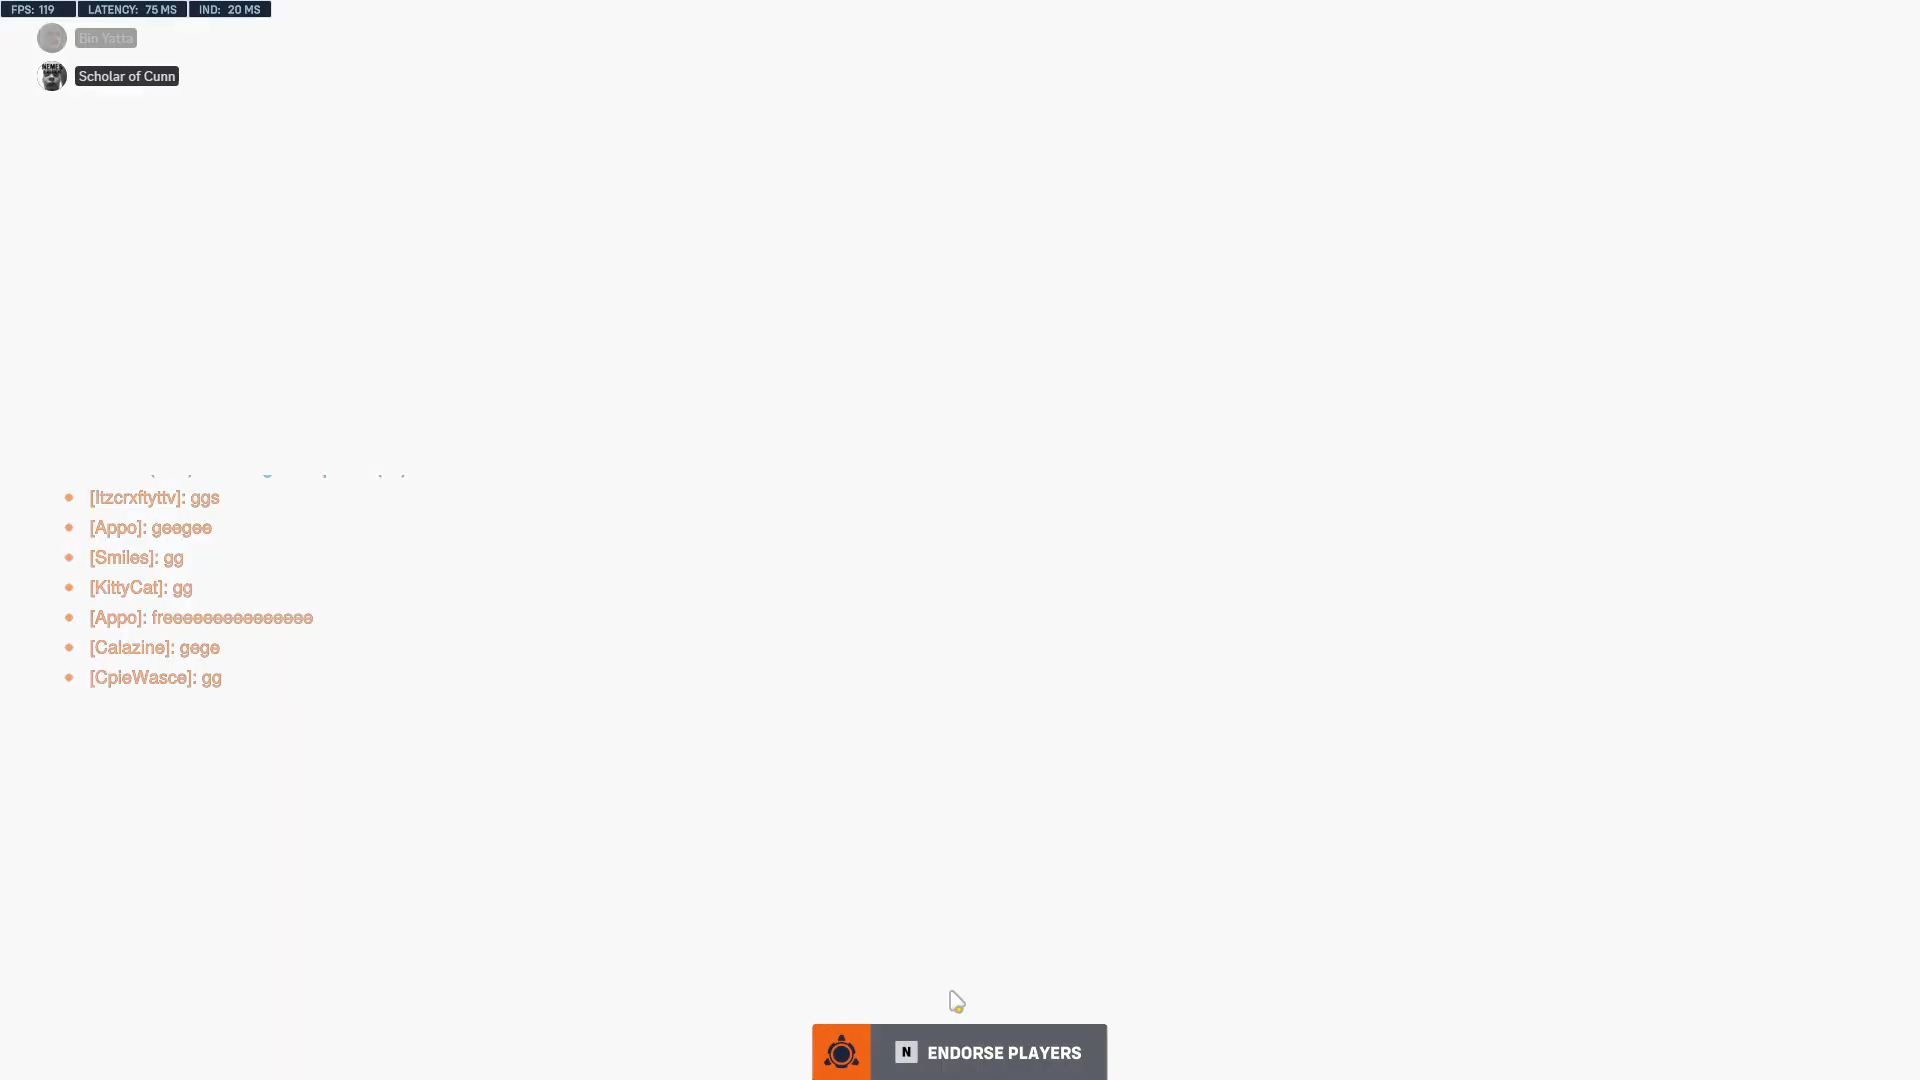 FPS: 119 LATENCY: 75 MS IND: 20 MS
Bin Yatta
Scholar of Cunn
[Itzcrxftyttv]: ggs
[Appo]: geegee
[Smiles]: gg
[KittyCat]: gg
[Appo]: freeeeeeeeeeeeeee
[Calazine]: gege
[CpieWasce]: gg
N ENDORSE PLAYERS